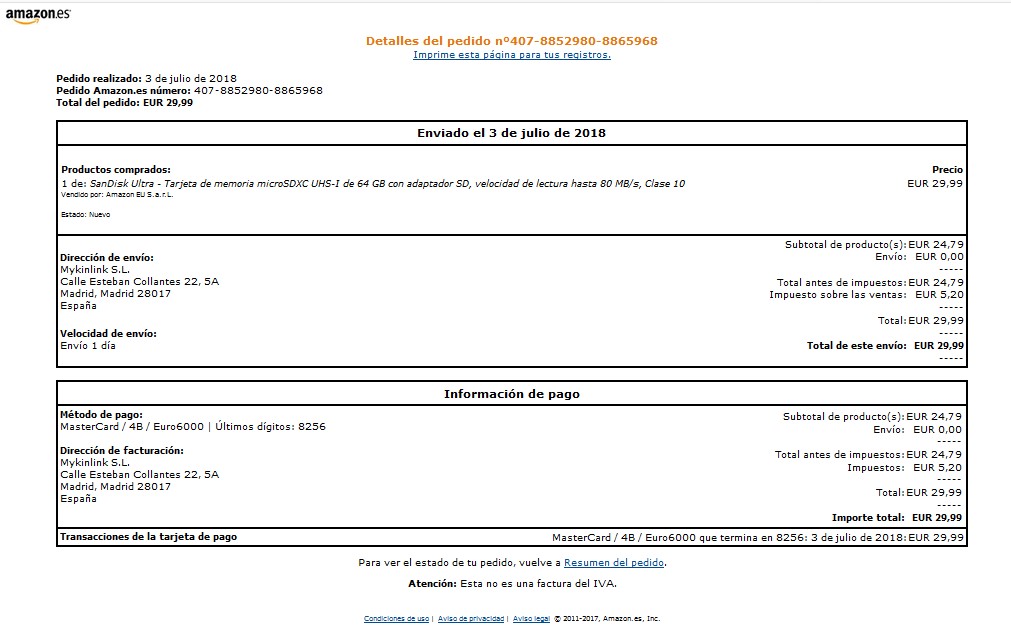 amazon.es
Detalles del pedido nº407-8852980-8865968
Imprime esta página para tus registros.
Pedido realizado: 3 de julio de 2018
Pedido Amazon.es número: 407-8852980-8865968
Total del pedido: EUR 29,99
Enviado el 3 de julio de 2018
Productos comprados: Precio
1 de: SanDisk Ultra - Tarjeta de memoria microSDXC UHS-I de 64 GB con adaptador SD, velocidad de lectura hasta 80 MB/s, Clase 10 EUR 29,99
Vendido por: Amazon EU S.a.r.L.
Estado: Nuevo
Dirección de envío:
Mykinlink S.L.
Calle Esteban Collantes 22, 5A
Madrid, Madrid 28017
España
Velocidad de envío:
Envío 1 día
Subtotal de producto(s): EUR 24,79
Envío: EUR 0,00
-----
Total antes de impuestos: EUR 24,79
Impuesto sobre las ventas: EUR 5,20
-----
Total: EUR 29,99
-----
Total de este envío: EUR 29,99
-----
Información de pago
Método de pago:
MasterCard / 4B / Euro6000 | Últimos dígitos: 8256
Dirección de facturación:
Mykinlink S.L.
Calle Esteban Collantes 22, 5A
Madrid, Madrid 28017
España
Subtotal de producto(s): EUR 24,79
Envío: EUR 0,00
-----
Total antes de impuestos: EUR 24,79
Impuestos: EUR 5,20
-----
Total: EUR 29,99
-----
Importe total: EUR 29,99
Transacciones de la tarjeta de pago MasterCard / 4B / Euro6000 que termina en 8256: 3 de julio de 2018: EUR 29,99
Para ver el estado de tu pedido, vuelve a Resumen del pedido.
Atención: Esta no es una factura del IVA.
Condiciones de uso | Aviso de privacidad | Aviso legal © 2011-2017, Amazon.es, Inc.